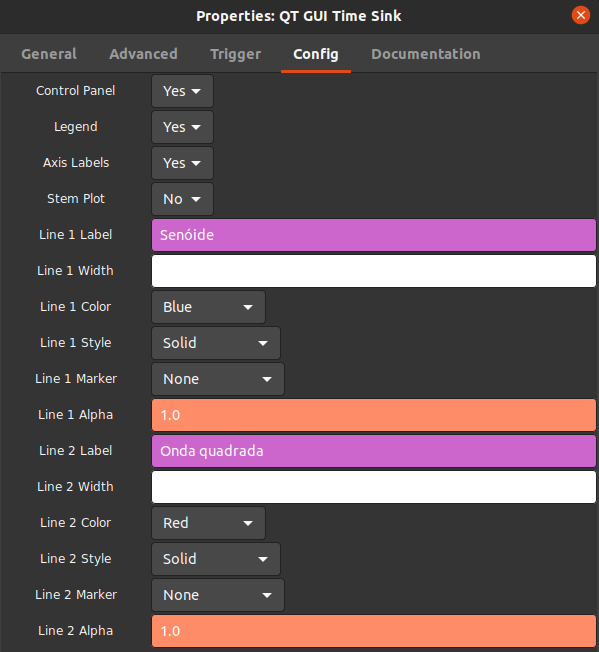 Properties: QT GUI Time Sink
General Advanced Trigger Config Documentation
Control Panel Yes
Legend Yes
Axis Labels Yes
Stem Plot No
Line 1 Label Senóide
Line 1 Width
Line 1 Color Blue
Line 1 Style Solid
Line 1 Marker None
Line 1 Alpha 1.0
Line 2 Label Onda quadrada
Line 2 Width
Line 2 Color Red
Line 2 Style Solid
Line 2 Marker None
Line 2 Alpha 1.0